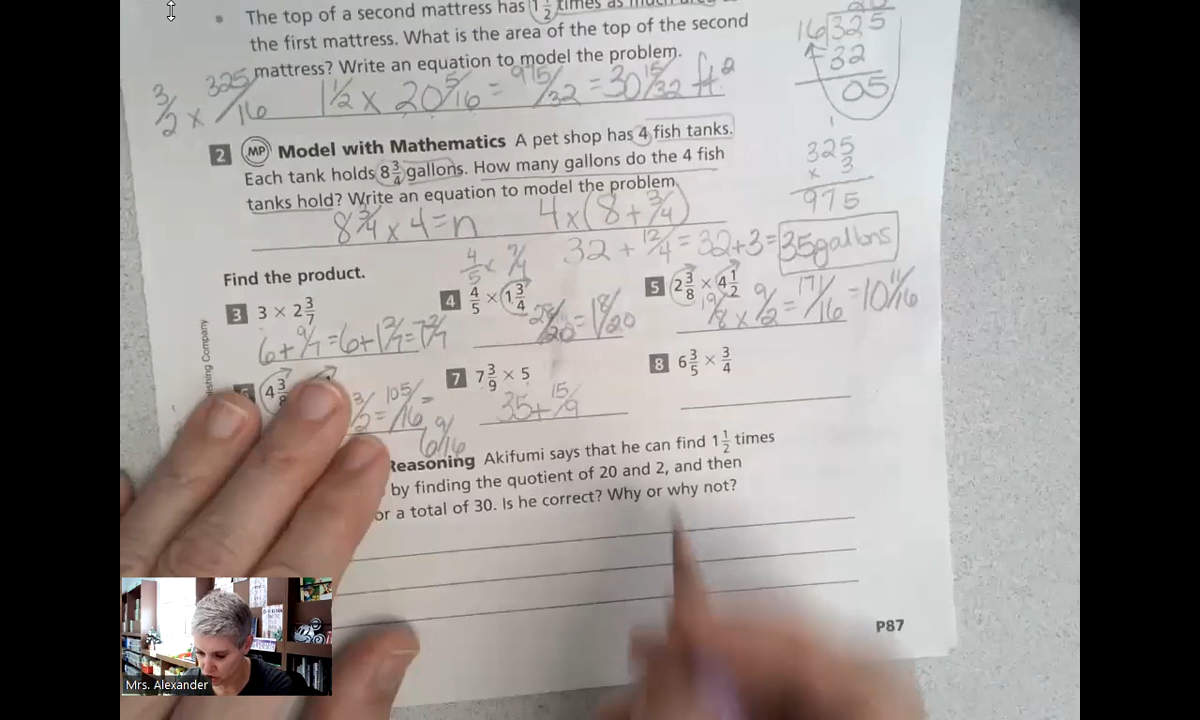 The top of a second mattress has 1 1/2 times as much area
the first mattress. What is the area of the top of the second
mattress? Write an equation to model the problem.
3/2 × 325/16 1 1/2 × 20 5/16 = 975/32 = 30 15/32 ft²
16 325
32
05
325
× 3
975
2 MP Model with Mathematics A pet shop has 4 fish tanks.
Each tank holds 8 3/4 gallons. How many gallons do the 4 fish
tanks hold? Write an equation to model the problem.
8 3/4 × 4 = n 4 × (8 + 3/4)
32 + 12/4 = 32 + 3 = 35 gallons
Find the product.
4/5 × 7/4
3 3 × 2 3/7
6 + 9/7 = 6 + 1 2/7 = 7 2/7
4 4/5 × 1 3/4
28/20 = 1 8/20
5 2 3/8 × 4 1/2
19/8 × 9/2 = 171/16 = 10 11/16
4 3/8
3/2 = 105/16 =
6 9/16
7 7 3/9 × 5
35 + 15/9
8 6 3/5 × 3/4
Reasoning Akifumi says that he can find 1 1/2 times
by finding the quotient of 20 and 2, and then
or a total of 30. Is he correct? Why or why not?
P87
lishing Company
Mrs. Alexander